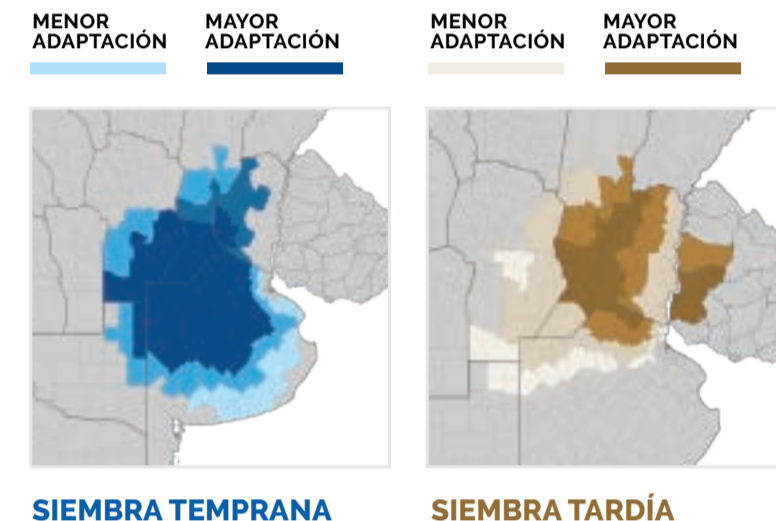 MENOR
ADAPTACIÓN
MAYOR
ADAPTACIÓN
MENOR
ADAPTACIÓN
MAYOR
ADAPTACIÓN
SIEMBRA TEMPRANA
SIEMBRA TARDÍA